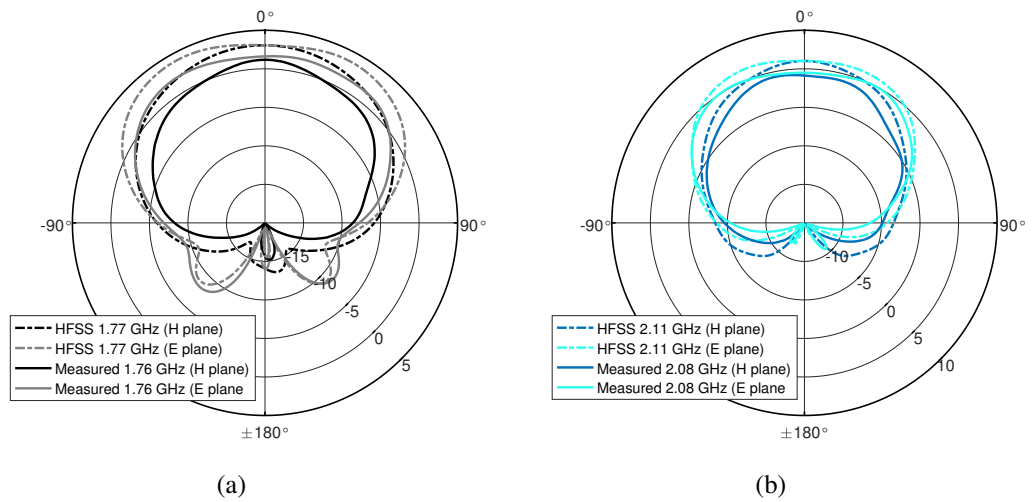 0°
-90°
90°
-15
-10
-5
0
5
±180°
HFSS 1.77 GHz (H plane)
HFSS 1.77 GHz (E plane)
Measured 1.76 GHz (H plane)
Measured 1.76 GHz (E plane
(a)
0°
-90°
90°
-10
-5
0
5
10
±180°
HFSS 2.11 GHz (H plane)
HFSS 2.11 GHz (E plane)
Measured 2.08 GHz (H plane)
Measured 2.08 GHz (E plane
(b)